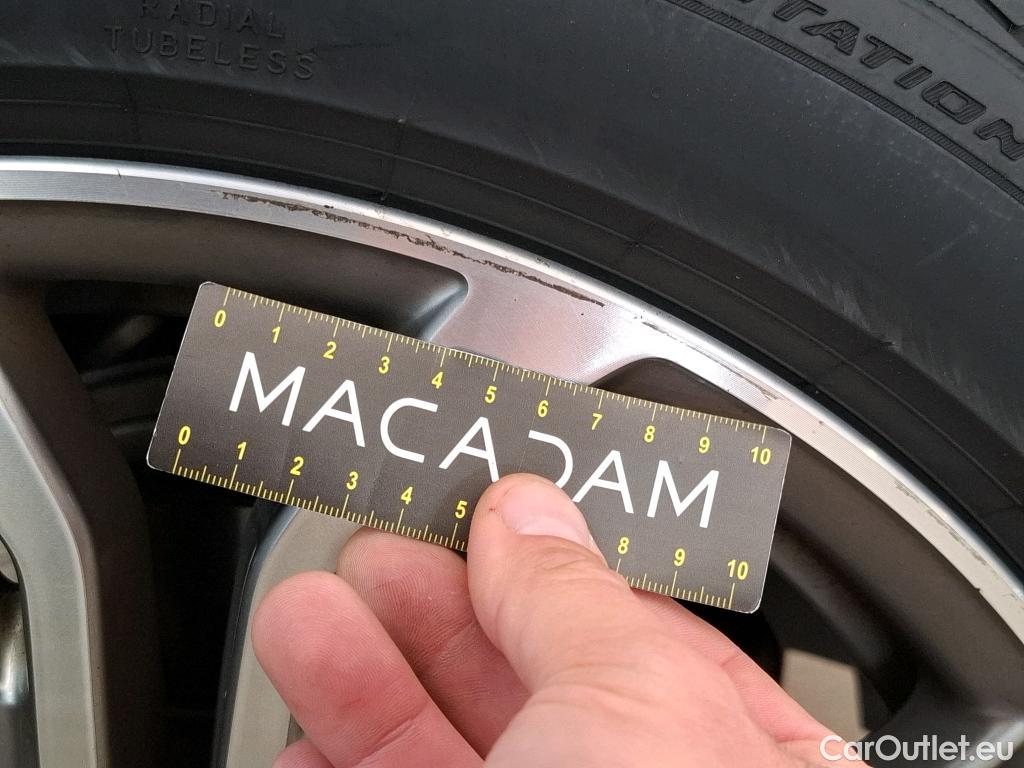 RADIAL
TUBELESS
TATION
0 1 2 3 4 5 6 7 8 9 10
MACADAM
0 1 2 3 4 5 8 9 10
CarOutlet.eu